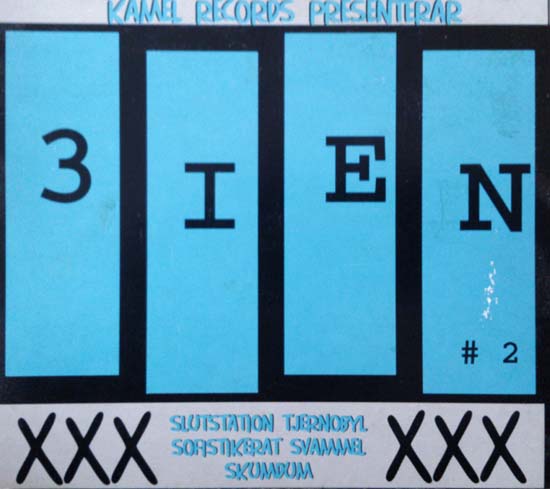 KAMEL RECORDS PRESENTERAR
3 I E N
# 2
XXX SLUTSTATION TJERNOBYL XXX
SOFISTIKERAT SVAMMEL
SKUMDUM